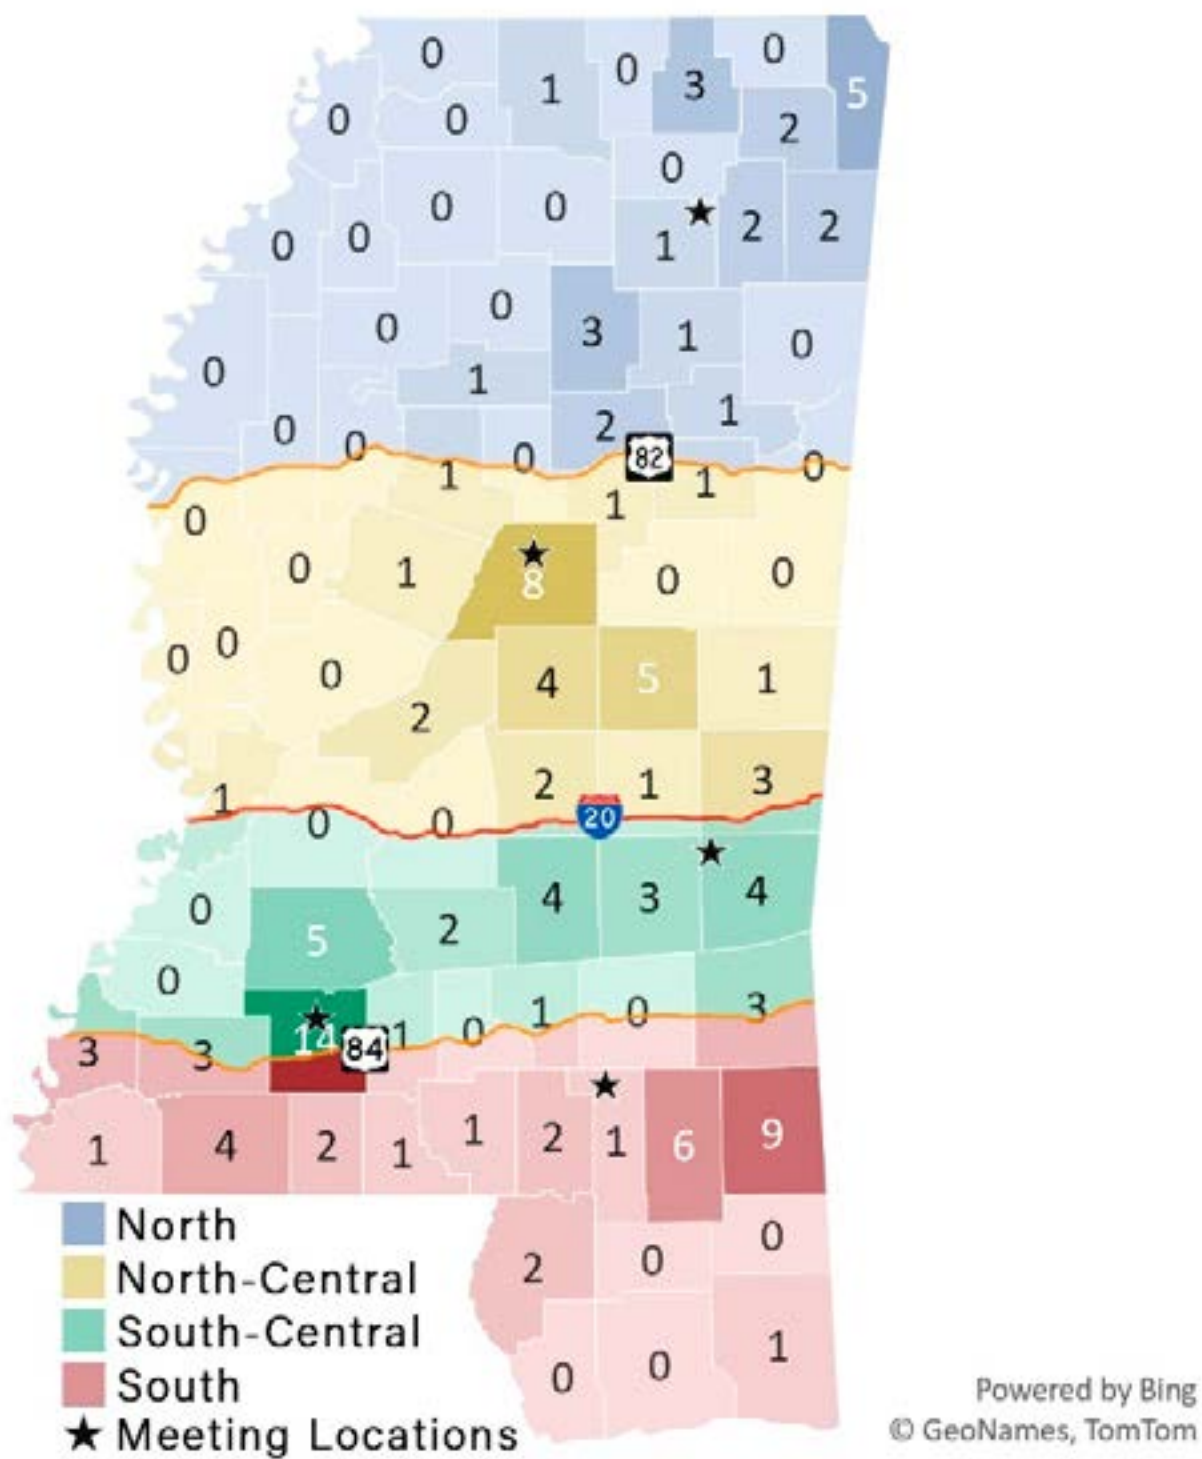 0 1 0 3 0 5
0 0 2
0
0 0 0 0 1 2 2
0 0 3 1 0
0 1
0 0 2 1
0 1 0 82 1 0
0 1
0 1 8 0 0
0 0 0 4 5 1
2
1 0 0 2 1 3
20
0 5 2 4 3 4
0 14 84 1 0 1 0 3
3 3
1 4 2 1 1 2 1 6 9
2 0 0
0 0 1
North
North-Central
South-Central
South
Meeting Locations
Powered by Bing
© GeoNames, TomTom